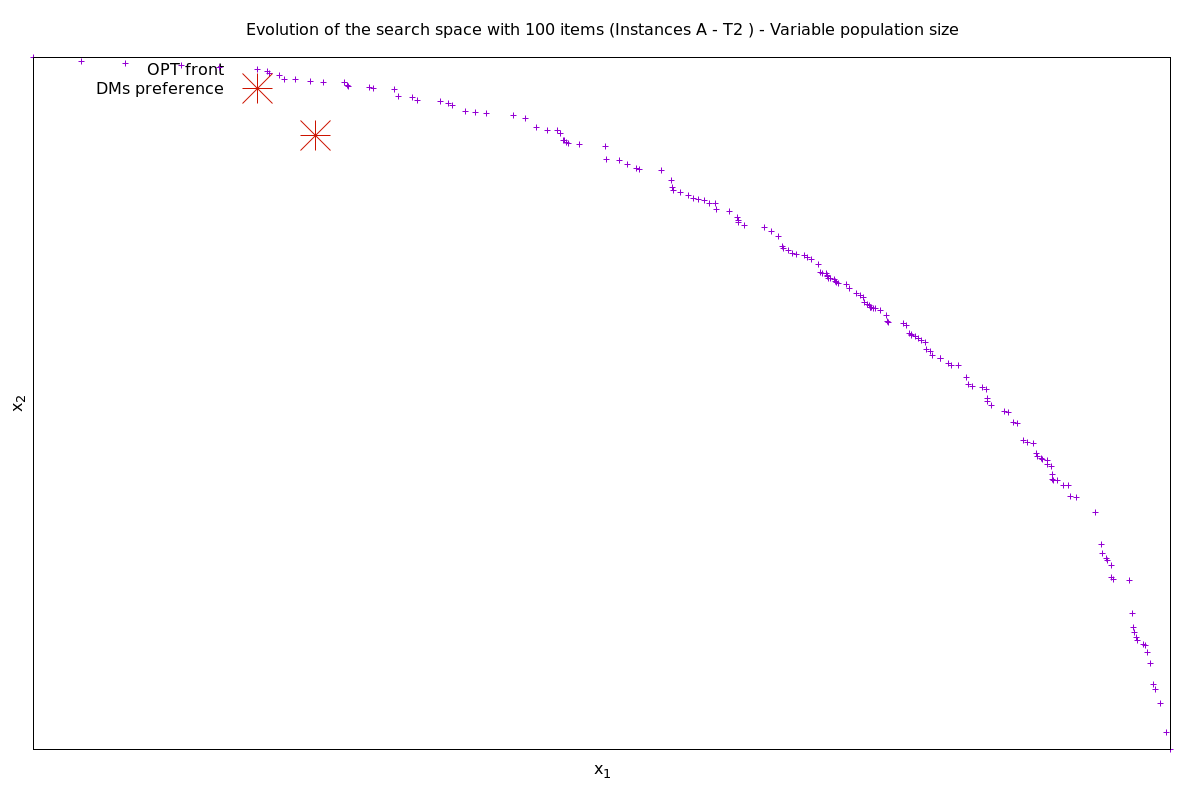 Evolution of the search space with 100 items (Instances A - T2 ) - Variable population size
OPT front
DMs preference
x2
x1